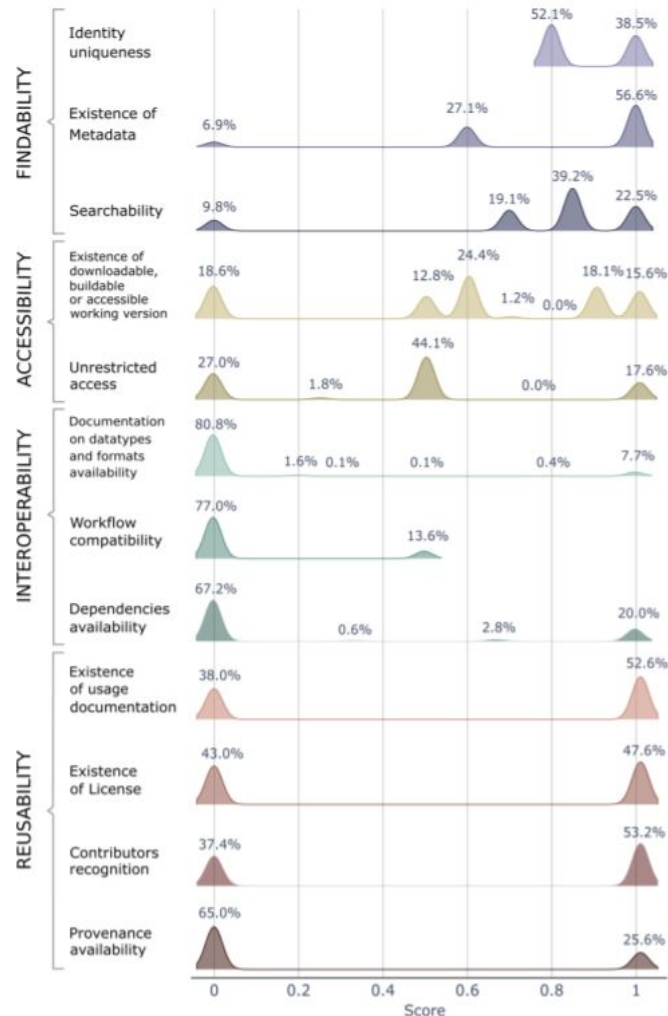 FINDABILITY
Identity
uniqueness
52.1% 38.5%
Existence of
Metadata
6.9% 27.1% 56.6%
Searchability
9.8% 19.1% 39.2% 22.5%
ACCESSIBILITY
Existence of
downloadable,
buildable
or accessible
working version
18.6% 12.8% 24.4% 1.2% 0.0% 18.1% 15.6%
Unrestricted
access
27.0% 1.8% 44.1% 0.0% 17.6%
INTEROPERABILITY
Documentation
on datatypes
and formats
availability
80.8% 1.6% 0.1% 0.1% 0.4% 7.7%
Workflow
compatibility
77.0% 13.6%
Dependencies
availability
67.2% 0.6% 2.8% 20.0%
REUSABILITY
Existence
of usage
documentation
38.0% 52.6%
Existence
of License
43.0% 47.6%
Contributors
recognition
37.4% 53.2%
Provenance
availability
65.0% 25.6%
0 0.2 0.4 0.6 0.8 1
Score